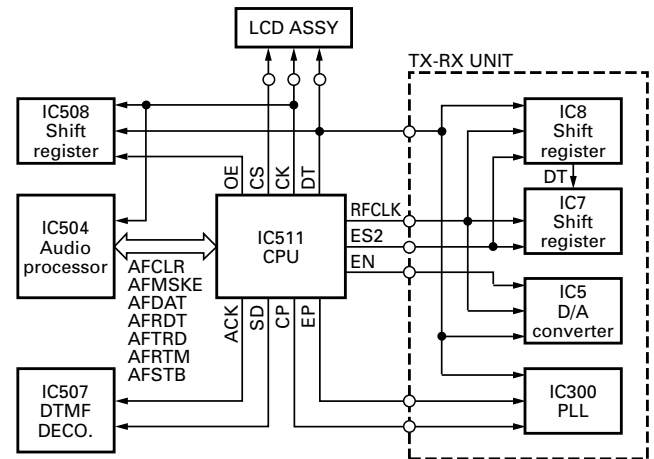 LCD ASSY
TX-RX UNIT
IC508
Shift
register
IC8
Shift
register
OE
CS
CK
DT
DT
IC504
Audio
processor
IC511
CPU
RFCLK
ES2
EN
IC7
Shift
register
AFCLR
AFMSKE
AFDAT
AFRDT
AFTRD
AFRTM
AFSTB
ACK
SD
CP
EP
IC5
D/A
converter
IC507
DTMF
DECO.
IC300
PLL